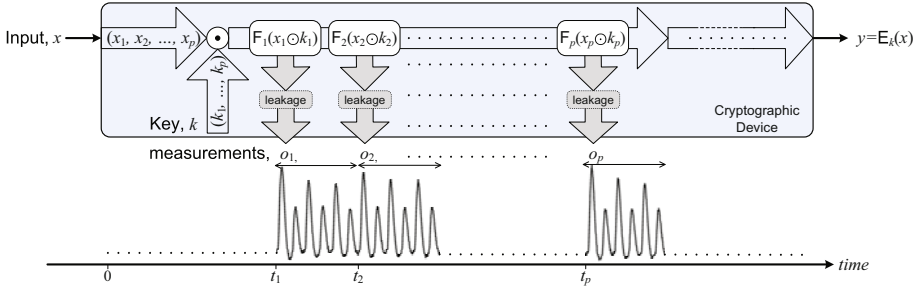 Input, x
(x₁, x₂, ..., xₚ)
F₁(x₁⊙k₁)
F₂(x₂⊙k₂)
Fₚ(xₚ⊙kₚ)
y=Eₖ(x)
(k₁, ..., kₚ)
leakage
leakage
leakage
Key, k
Cryptographic
Device
measurements, o₁,
o₂,
oₚ
0
t₁
t₂
tₚ
time